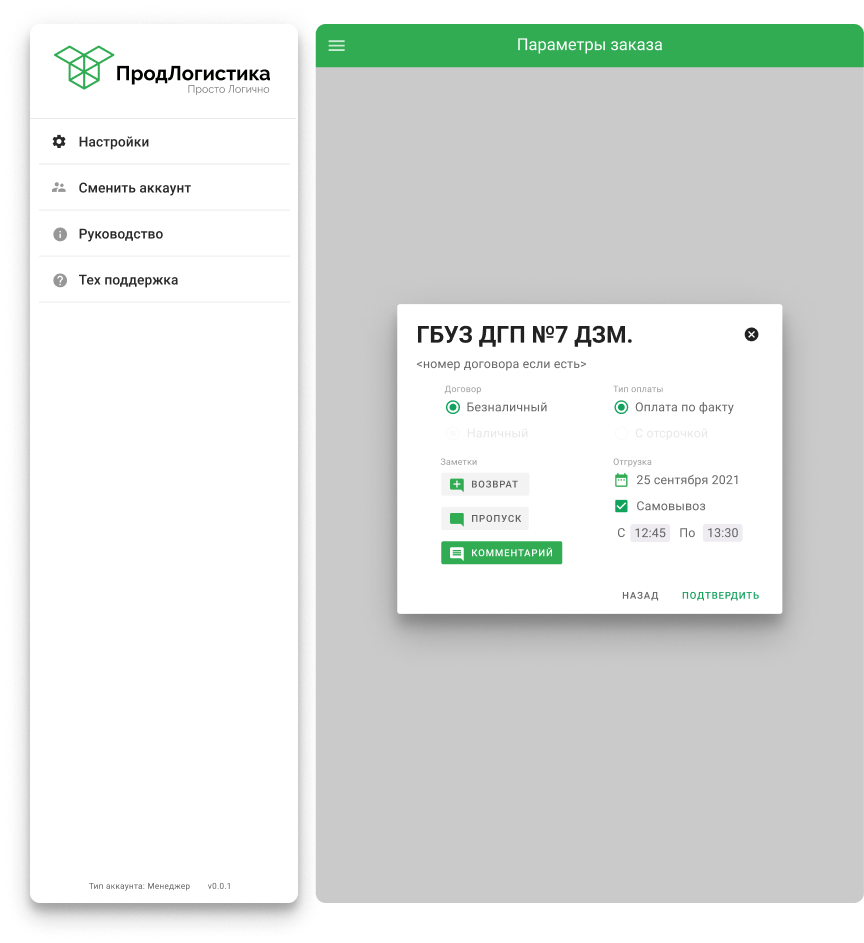 ПродЛогистика
Просто Логично
Настройки
Сменить аккаунт
Руководство
Тех поддержка
Тип аккаунта: Менеджер v0.0.1
Параметры заказа
ГБУЗ ДГП №7 ДЗМ.
<номер договора если есть>
Договор
Безналичный
Наличный
Тип оплаты
Оплата по факту
С отсрочкой
Заметки
ВОЗВРАТ
ПРОПУСК
КОММЕНТАРИЙ
Отгрузка
25 сентября 2021
Самовывоз
С 12:45 По 13:30
НАЗАД ПОДТВЕРДИТЬ